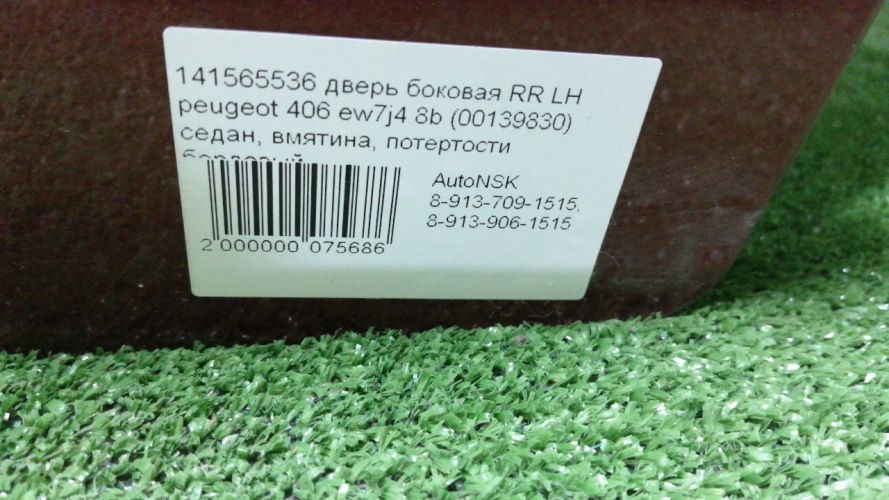 141565536 дверь боковая RR LH
peugeot 406 ew7j4 8b (00139830)
седан, вмятина, потертости
AutoNSK
8-913-709-1515,
8-913-906-1515
2 000000 075686